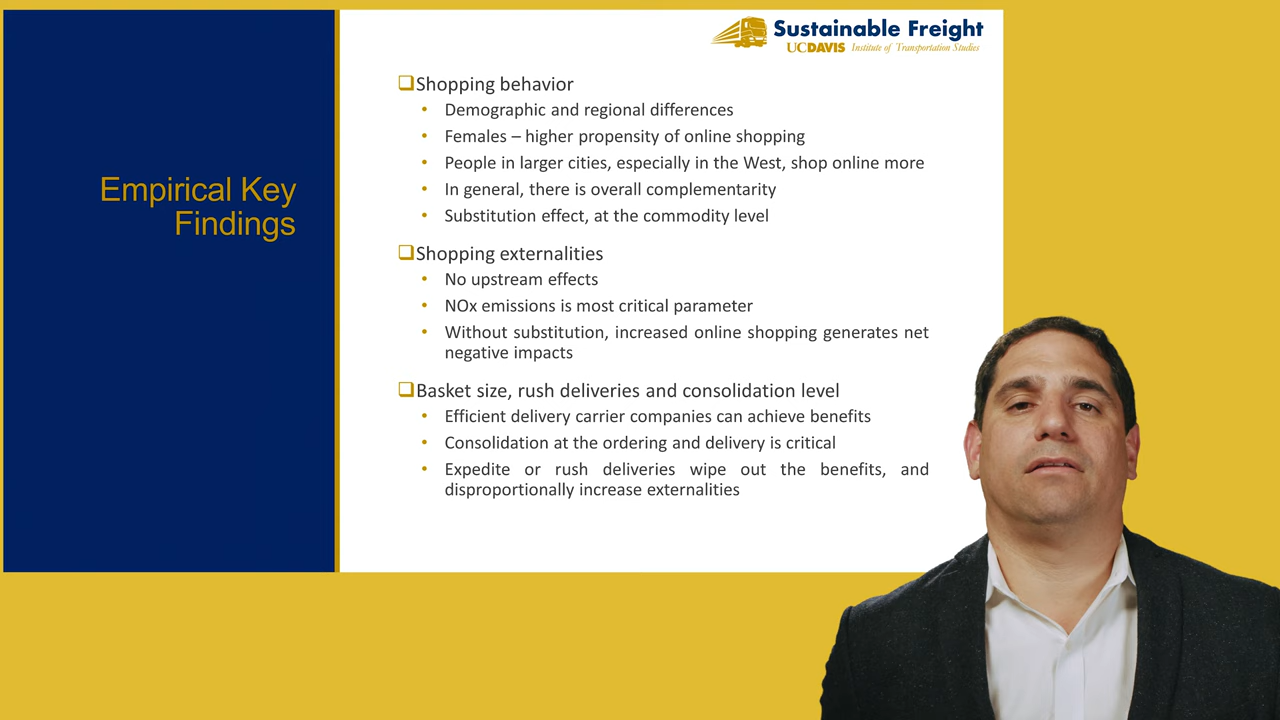 Sustainable Freight
UCDAVIS Institute of Transportation Studies
Empirical Key
Findings
Shopping behavior
• Demographic and regional differences
• Females – higher propensity of online shopping
• People in larger cities, especially in the West, shop online more
• In general, there is overall complementarity
• Substitution effect, at the commodity level
Shopping externalities
• No upstream effects
• NOx emissions is most critical parameter
• Without substitution, increased online shopping generates net
negative impacts
Basket size, rush deliveries and consolidation level
• Efficient delivery carrier companies can achieve benefits
• Consolidation at the ordering and delivery is critical
• Expedite or rush deliveries wipe out the benefits, and
disproportionally increase externalities